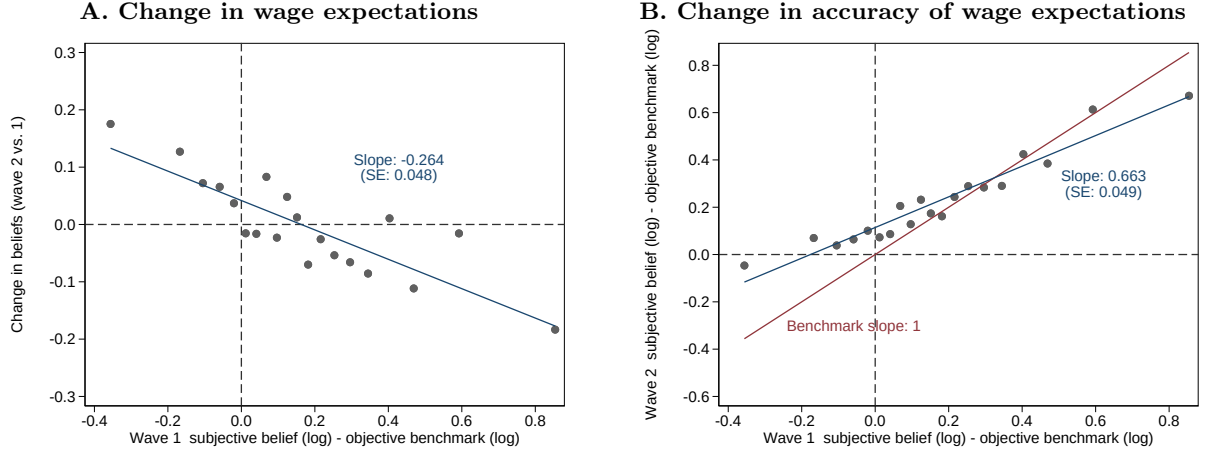 A. Change in wage expectations
Change in beliefs (wave 2 vs. 1)
0.3
0.2
0.1
0.0
-0.1
-0.2
-0.3
Slope: -0.264
(SE: 0.048)
-0.4 -0.2 0.0 0.2 0.4 0.6 0.8
Wave 1 subjective belief (log) - objective benchmark (log)
B. Change in accuracy of wage expectations
Wave 2 subjective belief (log) - objective benchmark (log)
0.8
0.6
0.4
0.2
0.0
-0.2
-0.4
-0.6
Slope: 0.663
(SE: 0.049)
Benchmark slope: 1
-0.4 -0.2 0.0 0.2 0.4 0.6 0.8
Wave 1 subjective belief (log) - objective benchmark (log)